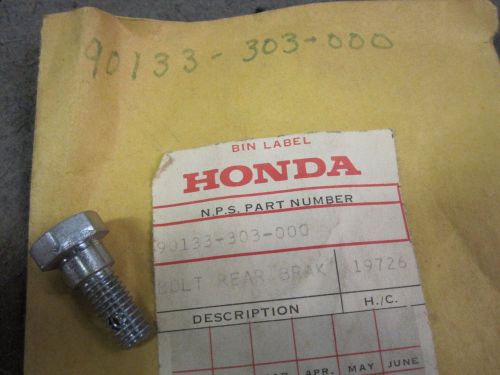 90133-303-000
BIN LABEL
HONDA
N.P.S. PART NUMBER
90133-303-000
BOLT REAR BRAK 19726
DESCRIPTION H./C.
APR. MAY JUNE